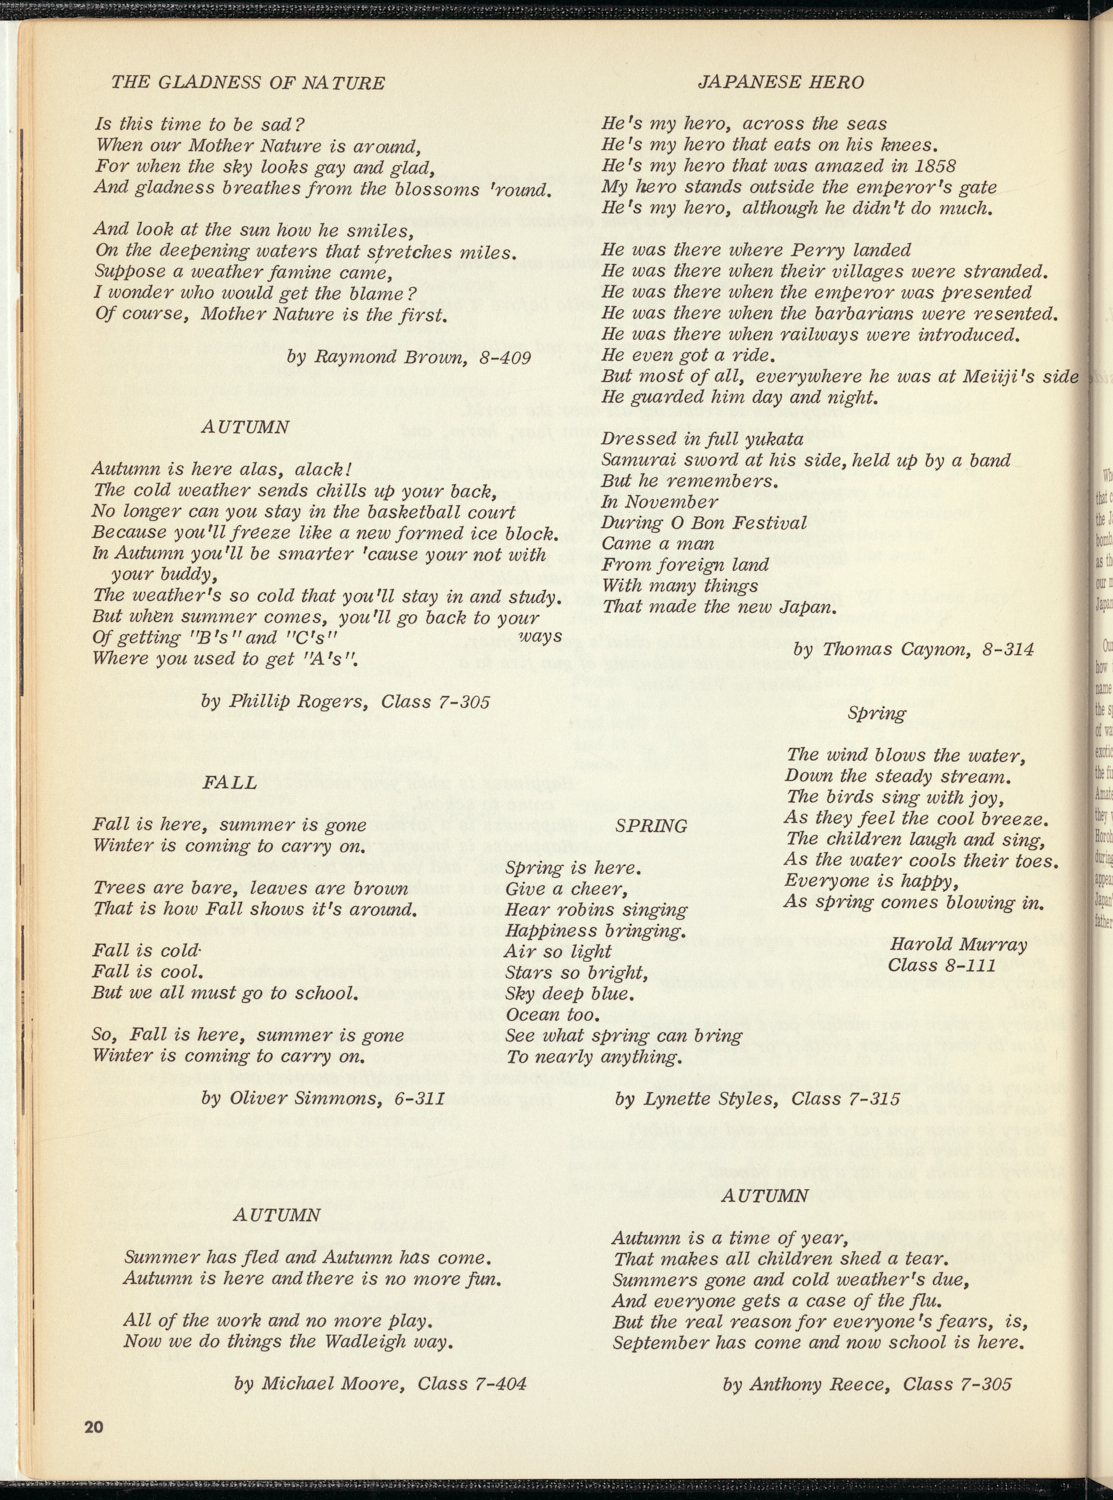 THE GLADNESS OF NATURE
Is this time to be sad?
When our Mother Nature is around,
For when the sky looks gay and glad,
And gladness breathes from the blossoms 'round.
And look at the sun how he smiles,
On the deepening waters that stretches miles.
Suppose a weather famine came,
I wonder who would get the blame?
Of course, Mother Nature is the first.
by Raymond Brown, 8-409
AUTUMN
Autumn is here alas, alack!
The cold weather sends chills up your back,
No longer can you stay in the basketball court
Because you'll freeze like a new formed ice block.
In Autumn you'll be smarter 'cause your not with
your buddy,
The weather's so cold that you'll stay in and study.
But when summer comes, you'll go back to your
Of getting "B's" and "C's" ways
Where you used to get "A's".
by Phillip Rogers, Class 7-305
FALL
Fall is here, summer is gone
Winter is coming to carry on.
Trees are bare, leaves are brown
That is how Fall shows it's around.
Fall is cold
Fall is cool.
But we all must go to school.
So, Fall is here, summer is gone
Winter is coming to carry on.
by Oliver Simmons, 6-311
AUTUMN
Summer has fled and Autumn has come.
Autumn is here and there is no more fun.
All of the work and no more play.
Now we do things the Wadleigh way.
by Michael Moore, Class 7-404
JAPANESE HERO
He's my hero, across the seas
He's my hero that eats on his knees.
He's my hero that was amazed in 1858
My hero stands outside the emperor's gate
He's my hero, although he didn't do much.
He was there where Perry landed
He was there when their villages were stranded.
He was there when the emperor was presented
He was there when the barbarians were resented.
He was there when railways were introduced.
He even got a ride.
But most of all, everywhere he was at Meiiji's side
He guarded him day and night.
Dressed in full yukata
Samurai sword at his side, held up by a band
But he remembers.
In November
During O Bon Festival
Came a man
From foreign land
With many things
That made the new Japan.
by Thomas Caynon, 8-314
Spring
The wind blows the water,
Down the steady stream.
The birds sing with joy,
As they feel the cool breeze.
The children laugh and sing,
As the water cools their toes.
Everyone is happy,
As spring comes blowing in.
Harold Murray
Class 8-111
SPRING
Spring is here.
Give a cheer,
Hear robins singing
Happiness bringing.
Air so light
Stars so bright,
Sky deep blue.
Ocean too.
See what spring can bring
To nearly anything.
by Lynette Styles, Class 7-315
AUTUMN
Autumn is a time of year,
That makes all children shed a tear.
Summers gone and cold weather's due,
And everyone gets a case of the flu.
But the real reason for everyone's fears, is,
September has come and now school is here.
by Anthony Reece, Class 7-305
20